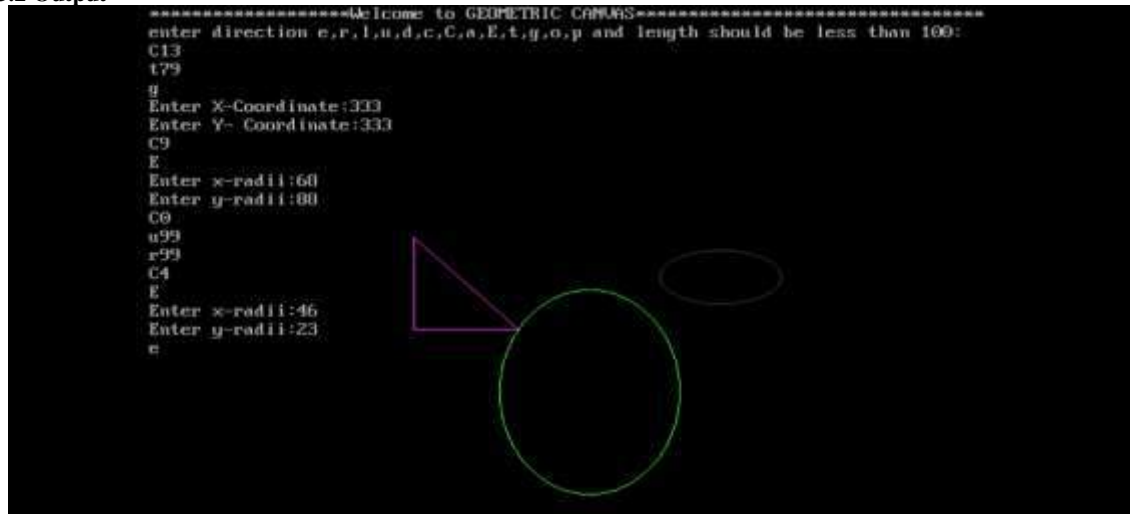 ====================Welcome to GEOMETRIC CANVAS=================================
enter direction e,r,l,u,d,c,C,a,E,t,g,o,p and length should be less than 100:
C13
t79
g
Enter X-Coordinate:333
Enter Y- Coordinate:333
C9
E
Enter x-radii:60
Enter y-radii:88
C0
u99
r99
C4
E
Enter x-radii:46
Enter y-radii:23
e